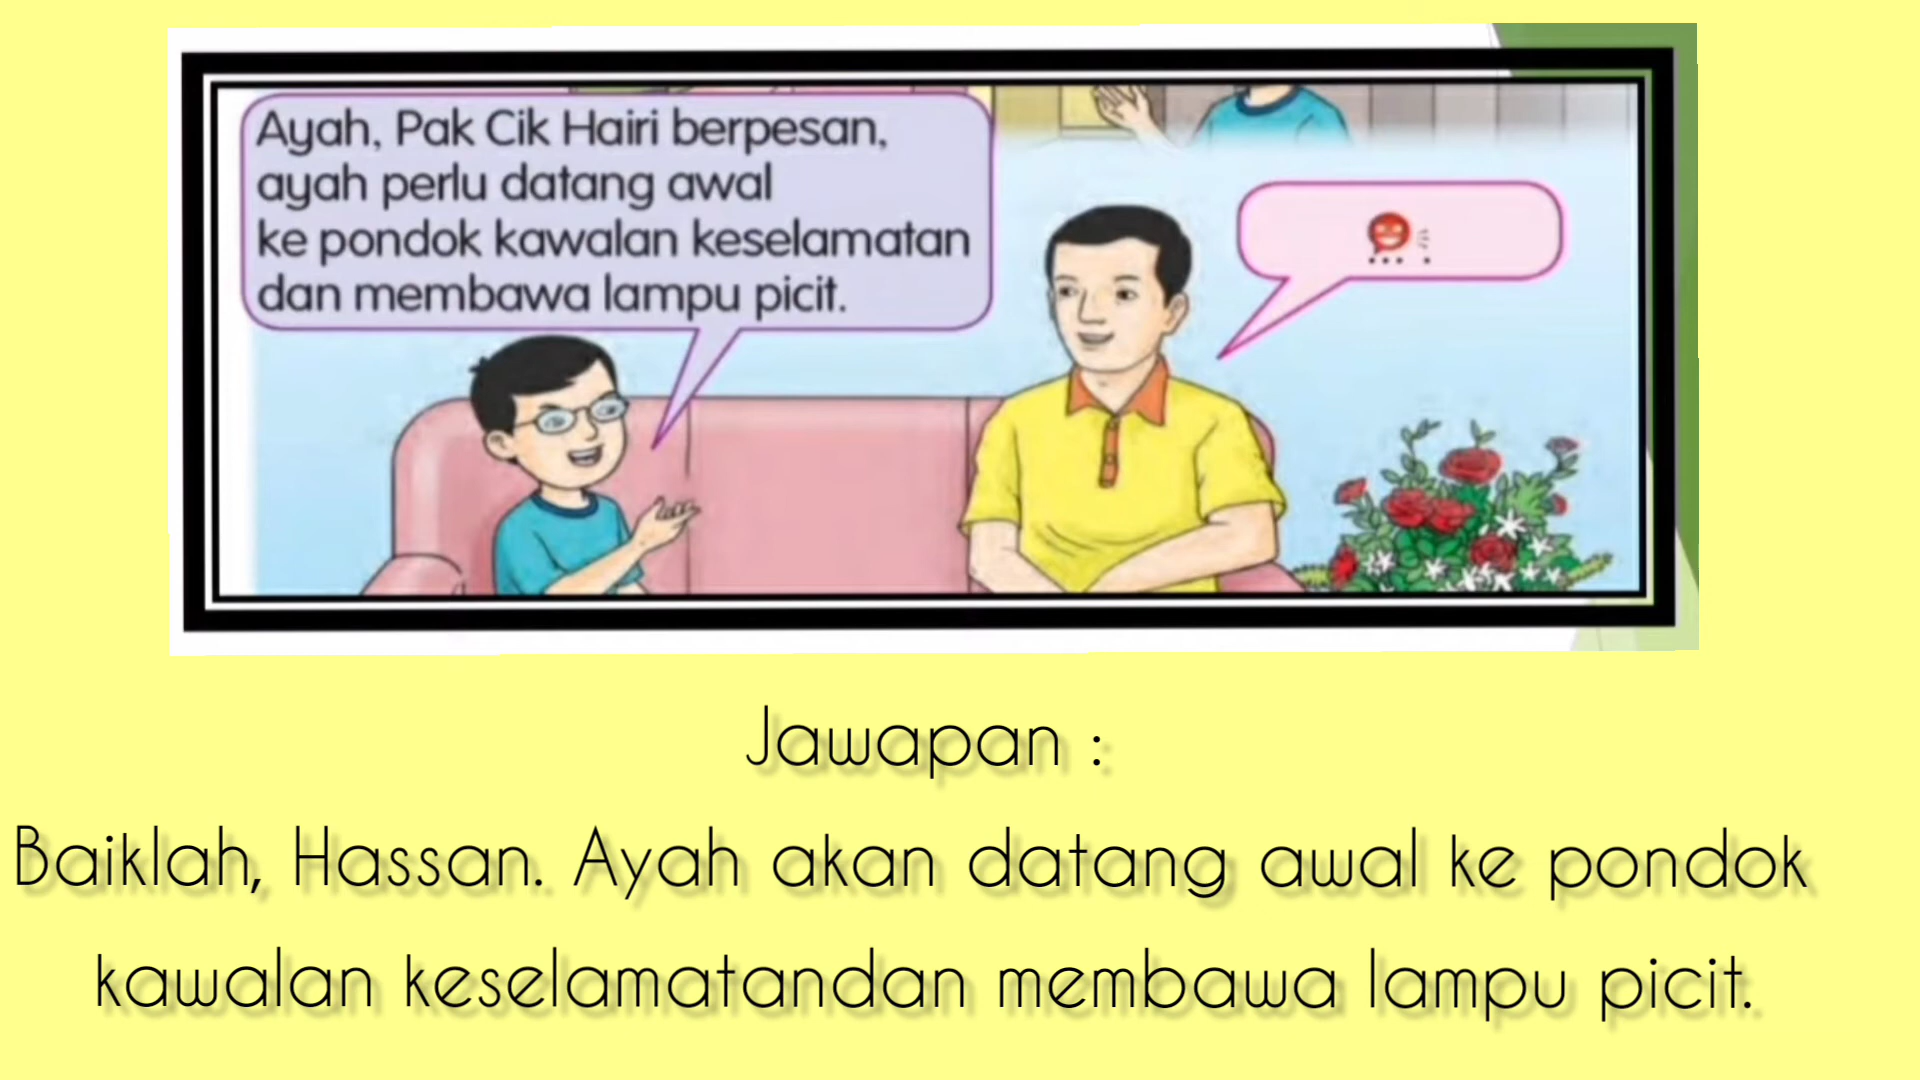 Ayah, Pak Cik Hairi berpesan,
ayah perlu datang awal
ke pondok kawalan keselamatan
dan membawa lampu picit.
... .
Jawapan :
Baiklah, Hassan. Ayah akan datang awal ke pondok
kawalan keselamatandan membawa lampu picit.